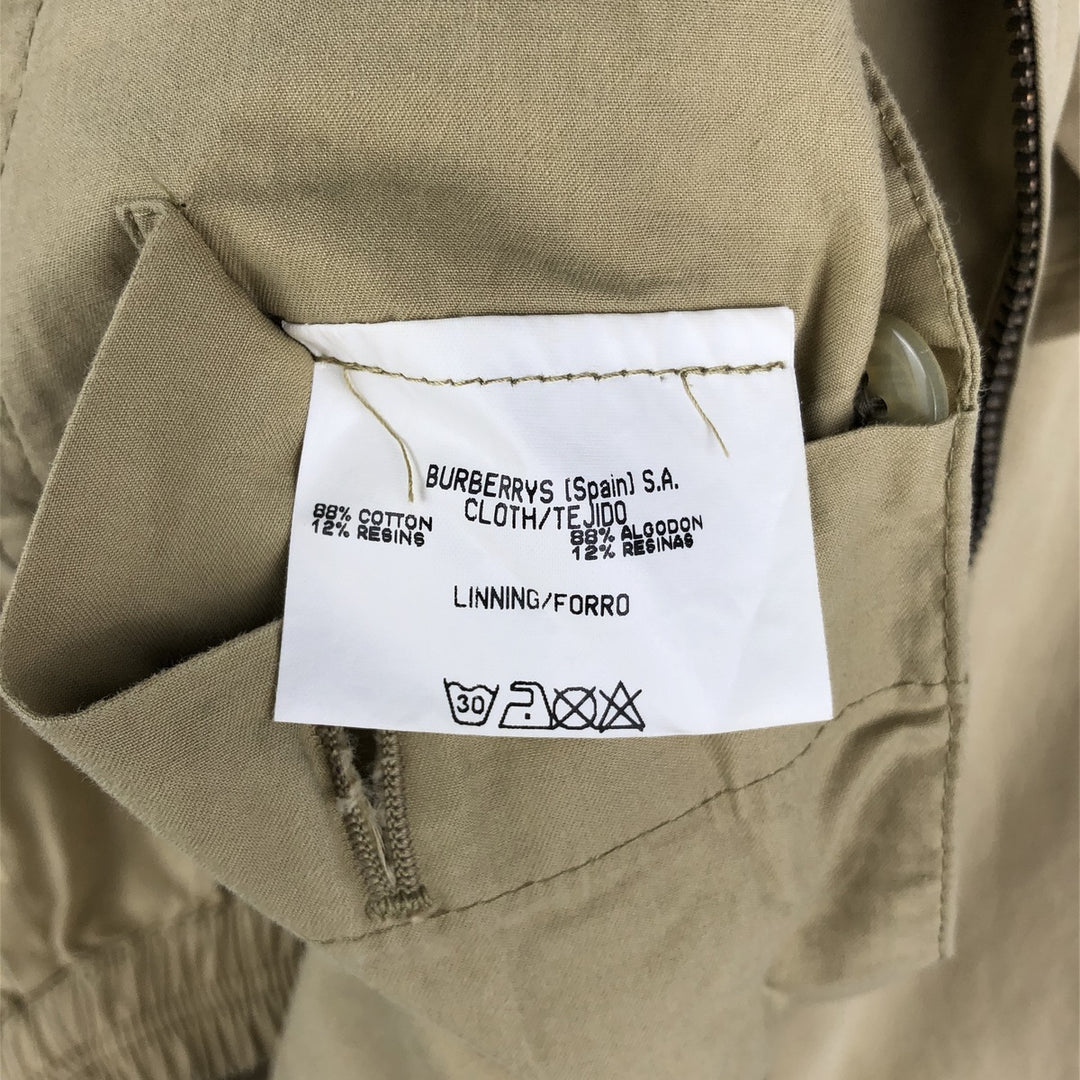 BURBERRYS (Spain) S.A.
CLOTH/TEJIDO
88% COTTON
12% RESINS
88% ALGODON
12% RESINAS
LINNING/FORRO
30